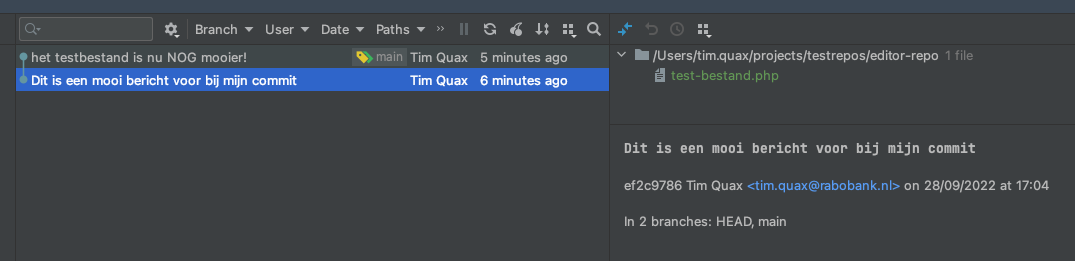 Branch User Date Paths »
het testbestand is nu NOG mooier! main Tim Quax 5 minutes ago
Dit is een mooi bericht voor bij mijn commit Tim Quax 6 minutes ago
/Users/tim.quax/projects/testrepos/editor-repo 1 file
test-bestand.php
Dit is een mooi bericht voor bij mijn commit
ef2c9786 Tim Quax <tim.quax@rabobank.nl> on 28/09/2022 at 17:04
In 2 branches: HEAD, main